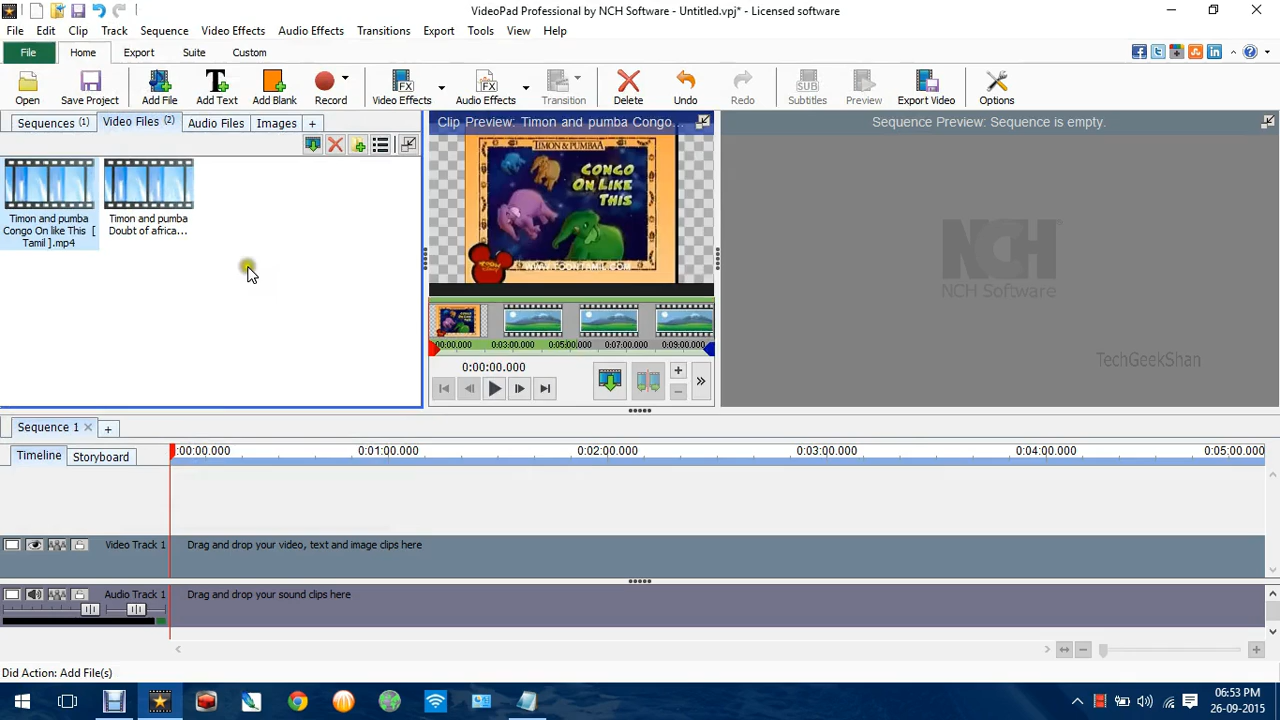 VideoPad Professional by NCH Software - Untitled.vpj* - Licensed software
File Edit Clip Track Sequence Video Effects Audio Effects Transitions Export Tools View Help
File Home Export Suite Custom
Open Save Project Add File Add Text Add Blank Record Video Effects Audio Effects Transition Delete Undo Redo Subtitles Preview Export Video Options
Sequences (1) Video Files (2) Audio Files Images +
Timon and pumba
Congo On like This [
Tamil ].mp4
Timon and pumba
Doubt of africa...
Clip Preview: Timon and pumba Congo...
TIMON & PUMBAA
CONGO
ON LIKE
THIS
WWW.TOONTAMIL.COM
:00:00.000 0:03:00.000 0:05:00.000 0:07:00.000 0:09:00.000
0:00:00.000
Sequence Preview: Sequence is empty.
NCH
NCH Software
TechGeekShan
Sequence 1
Timeline Storyboard
:00:00.000 0:01:00.000 0:02:00.000 0:03:00.000 0:04:00.000 0:05:00.000
Video Track 1 Drag and drop your video, text and image clips here
Audio Track 1 Drag and drop your sound clips here
Did Action: Add File(s)
06:53 PM
26-09-2015